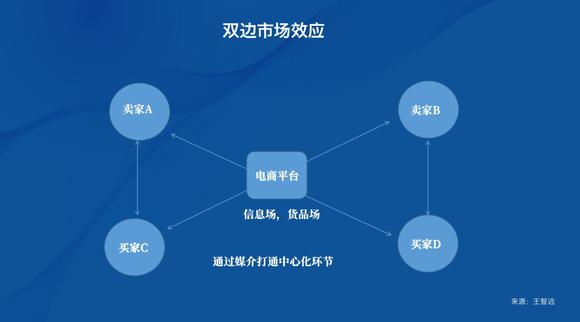 双边市场效应
卖家A
卖家B
电商平台
信息场，货品场
买家C
买家D
通过媒介打通中心化环节
来源：王智远